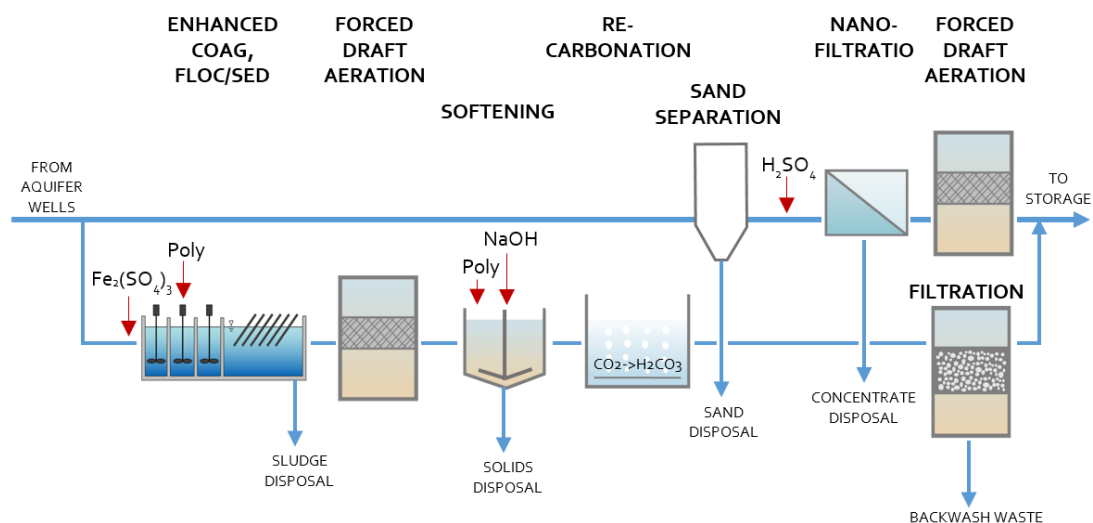 ENHANCED
COAG,
FLOC/SED
FORCED
DRAFT
AERATION
SOFTENING
RE-
CARBONATION
SAND
SEPARATION
NANO-
FILTRATIO
FORCED
DRAFT
AERATION
FROM
AQUIFER
WELLS
H₂SO₄
TO
STORAGE
Fe₂(SO₄)₃
Poly
Poly
NaOH
FILTRATION
CO2->H2CO3
SLUDGE
DISPOSAL
SOLIDS
DISPOSAL
SAND
DISPOSAL
CONCENTRATE
DISPOSAL
BACKWASH WASTE